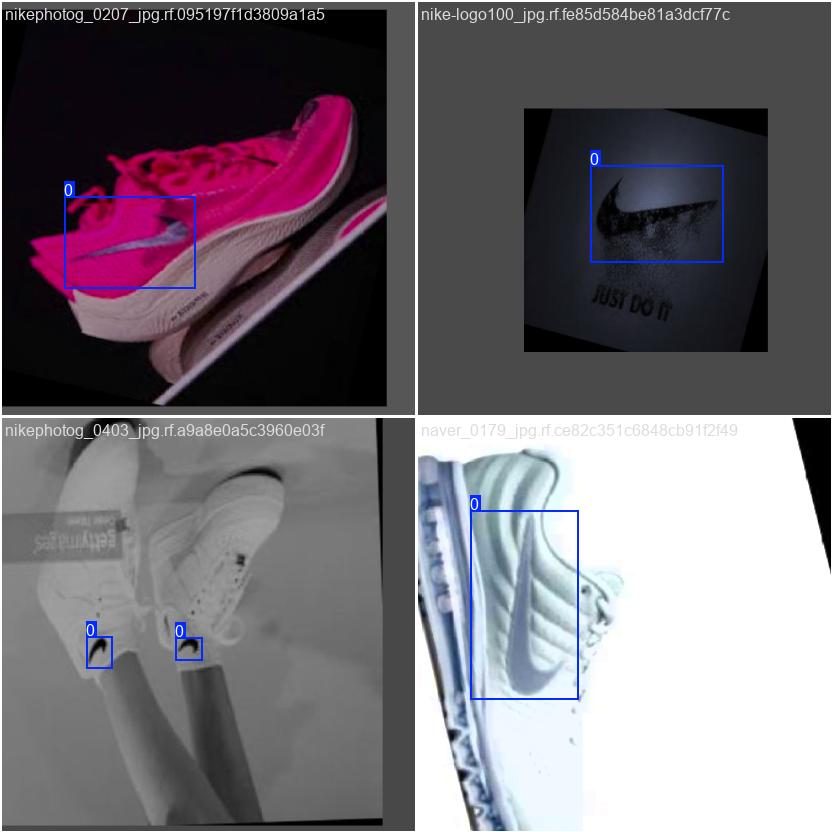 nikephotog_0207_jpg.rf.095197f1d3809a1a5
nike-logo100_jpg.rf.fe85d584be81a3dcf77c
0
0
JUST DO IT
nikephotog_0403_jpg.rf.a9a8e0a5c3960e03f
naver_0179_jpg.rf.ce82c351c6848cb91f2f49
0
gettyimages
0
0